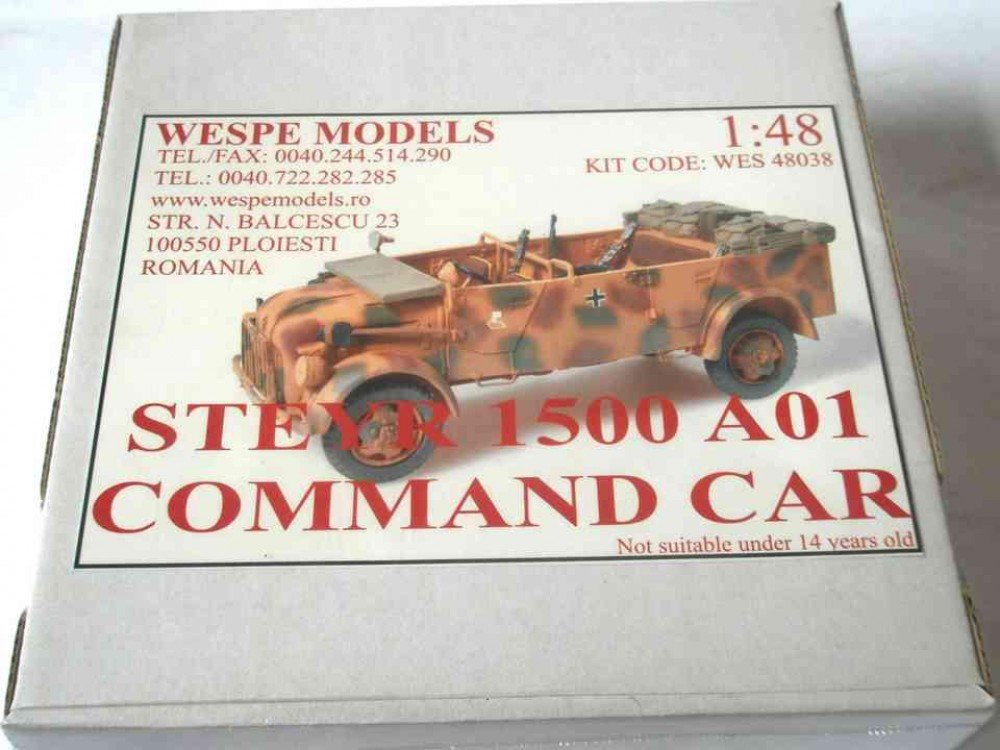 WESPE MODELS
TEL./FAX: 0040.244.514.290
TEL.: 0040.722.282.285
www.wespemodels.ro
STR. N. BALCESCU 23
100550 PLOIESTI
ROMANIA
1:48
KIT CODE: WES 48038
STEYR 1500 A01
COMMAND CAR
Not suitable under 14 years old